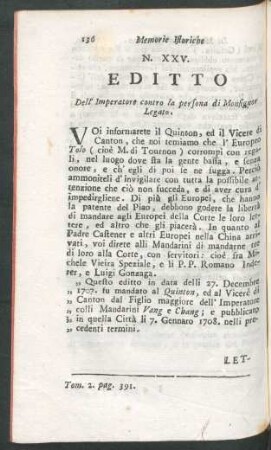 136 Memorie Istoriche
N. XXV.
EDITTO
Dell' Imperatore contro la persona di Monsignor
Legato.
VOi informarete il Quinton, ed il Vicerè di
Canton, che noi temiamo che l' Europeo
Tolo (cioè M. di Tournon) corrompi con rega-
li, nel luogo dove sta la gente bassa, e senza
onore, e ch' egli di poi se ne fugga. Perciò
ammoniteli d'invigilare con tutta la possibile at-
tenzione che ciò non succeda, e di aver cura d'
impedirgliene. Di più gli Europei, che hanno
la patente del Piao, debbono godere la libertà
di mandare agli Europei della Corte le loro let-
tere, ed altro che gli piacerà. In quanto al
Padre Castener e altri Europei nella China arri-
vati, voi direte alli Mandarini di mandarne tre
di loro alla Corte, con servitori: cioè fra Mi-
chele Vieira Speziale, e li P. P. Romano Inder-
ter, e Luigi Gonzaga.
„ Questo editto in data delli 27. Decembre
„ 1707. fu mandato al Quinton, ed al Vicerè di
„ Canton dal Figlio maggiore dell' Imperatore
„ colli Mandarini Vang e Chang; e pubblicato
„ in quella Città li 7. Gennaro 1708. nelli pre-
„ cedenti termini.
LET-
Tom. 2. pag. 391.